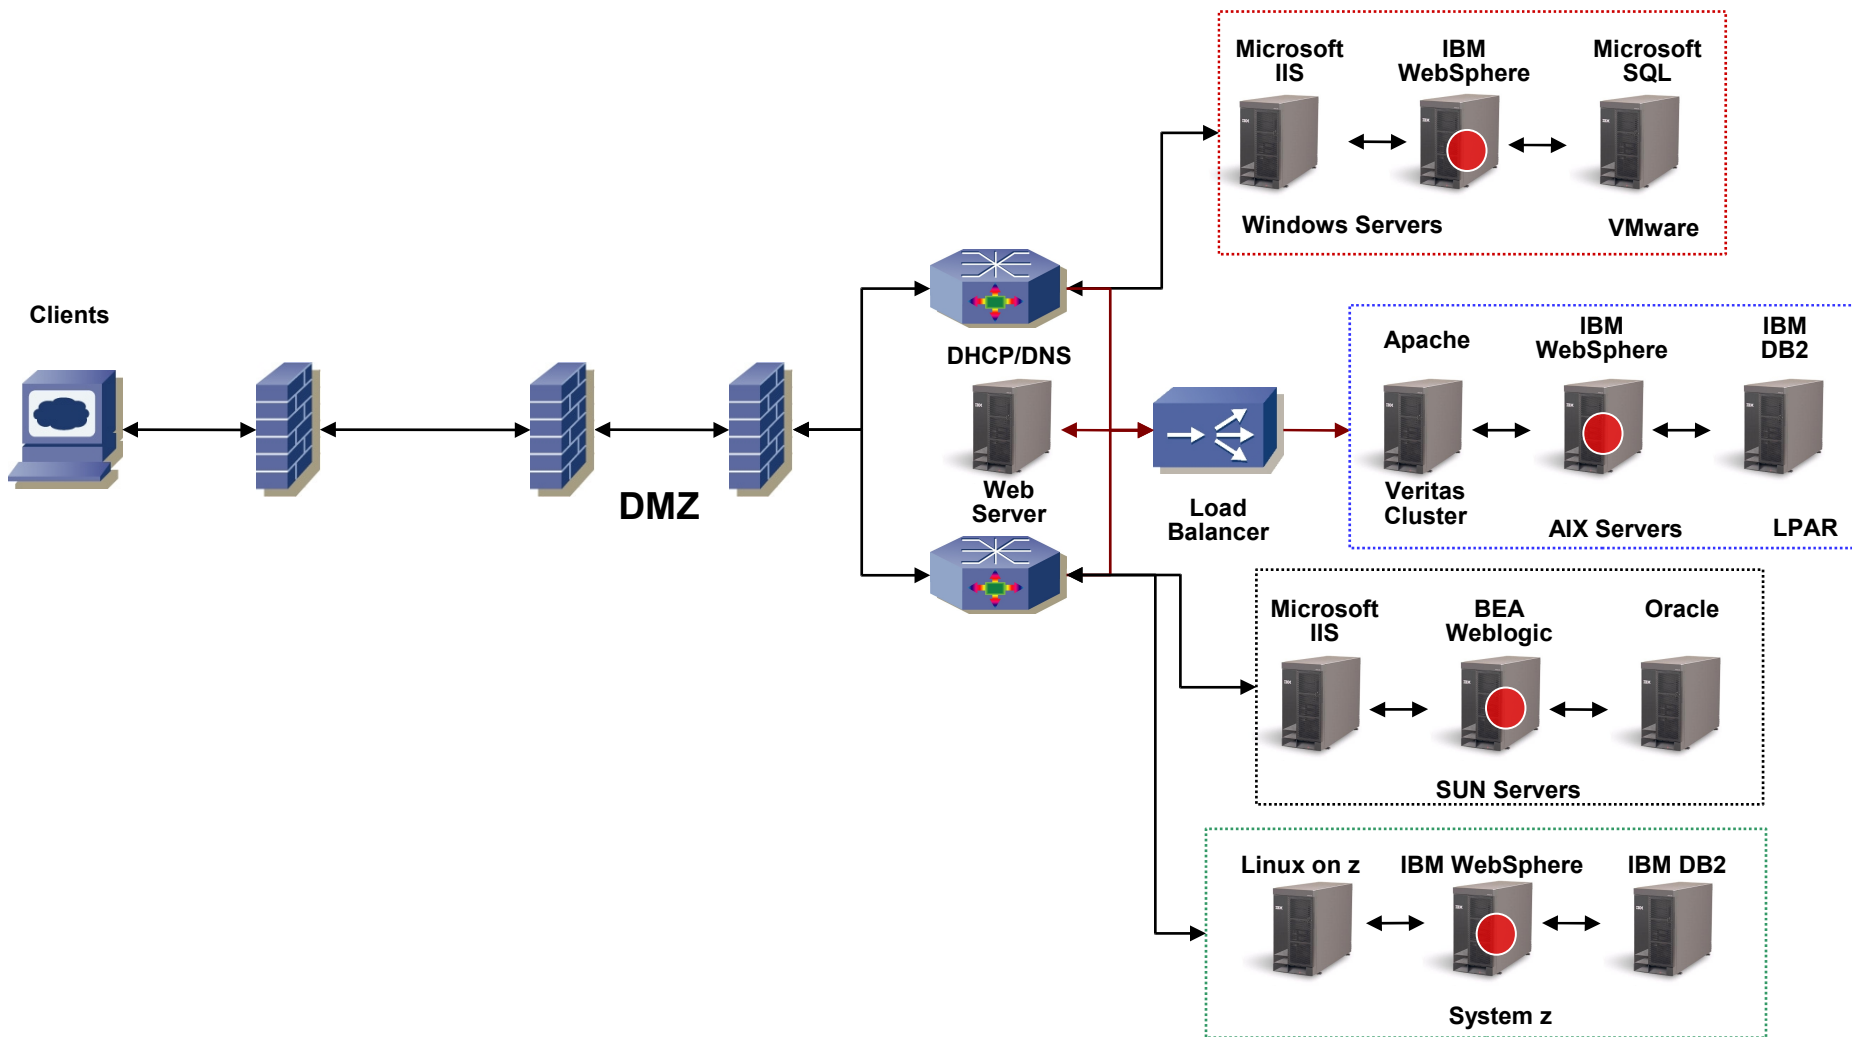 Microsoft
IIS
IBM
WebSphere
Microsoft
SQL
Windows Servers
VMware
Clients
DHCP/DNS
Web
Server
DMZ
Load
Balancer
Apache
IBM
WebSphere
IBM
DB2
Veritas
Cluster
AIX Servers
LPAR
Microsoft
IIS
BEA
Weblogic
Oracle
SUN Servers
Linux on z
IBM WebSphere
IBM DB2
System z